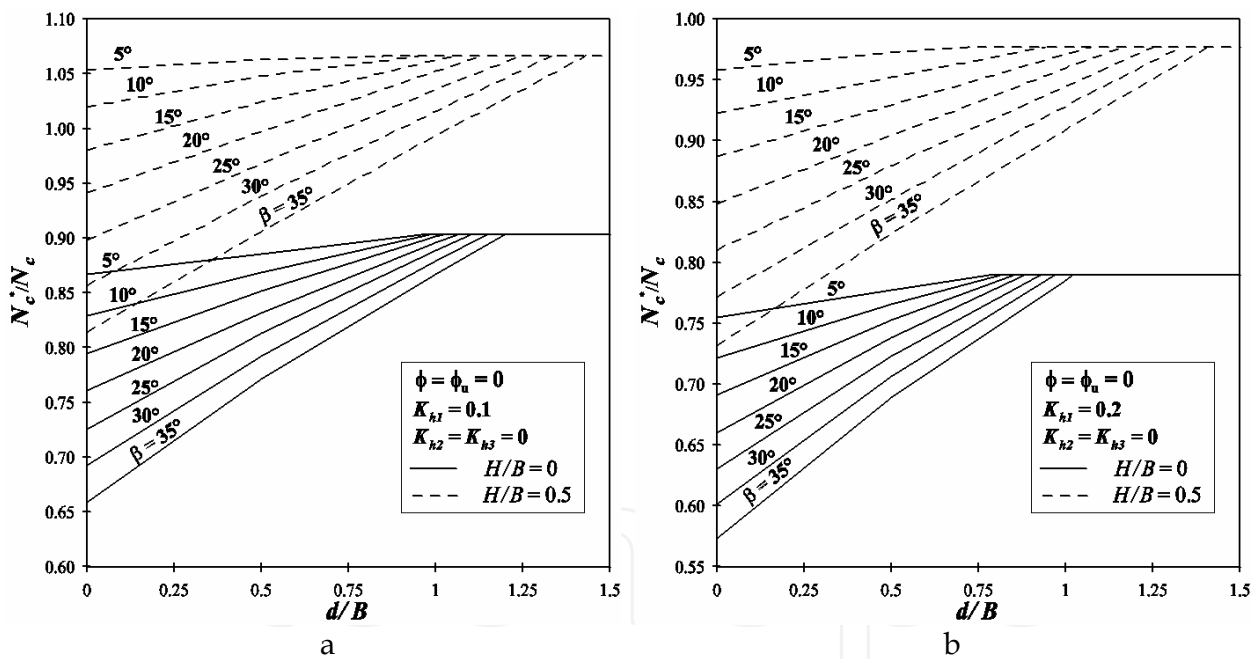 1.10
1.05
1.00
0.95
0.90
0.85
0.80
0.75
0.70
0.65
0.60
N*c/Nc
5°
10°
15°
20°
25°
30°
β = 35°
5°
10°
15°
20°
25°
30°
β = 35°
ϕ = ϕu = 0
Kh1 = 0.1
Kh2 = Kh3 = 0
H/B = 0
H/B = 0.5
0 0.25 0.5 0.75 1 1.25 1.5
d/B
a
1.00
0.95
0.90
0.85
0.80
0.75
0.70
0.65
0.60
0.55
N*c/Nc
5°
10°
15°
20°
25°
30°
β = 35°
5°
10°
15°
20°
25°
30°
β = 35°
ϕ = ϕu = 0
Kh1 = 0.2
Kh2 = Kh3 = 0
H/B = 0
H/B = 0.5
0 0.25 0.5 0.75 1 1.25 1.5
d/B
b